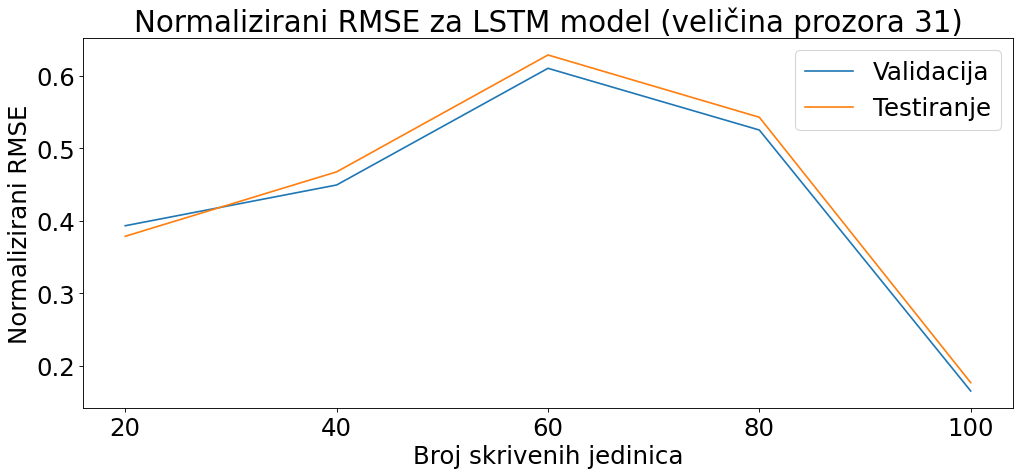 Normalizirani RMSE za LSTM model (veličina prozora 31)
Validacija
Testiranje
Normalizirani RMSE
0.6
0.5
0.4
0.3
0.2
20 40 60 80 100
Broj skrivenih jedinica